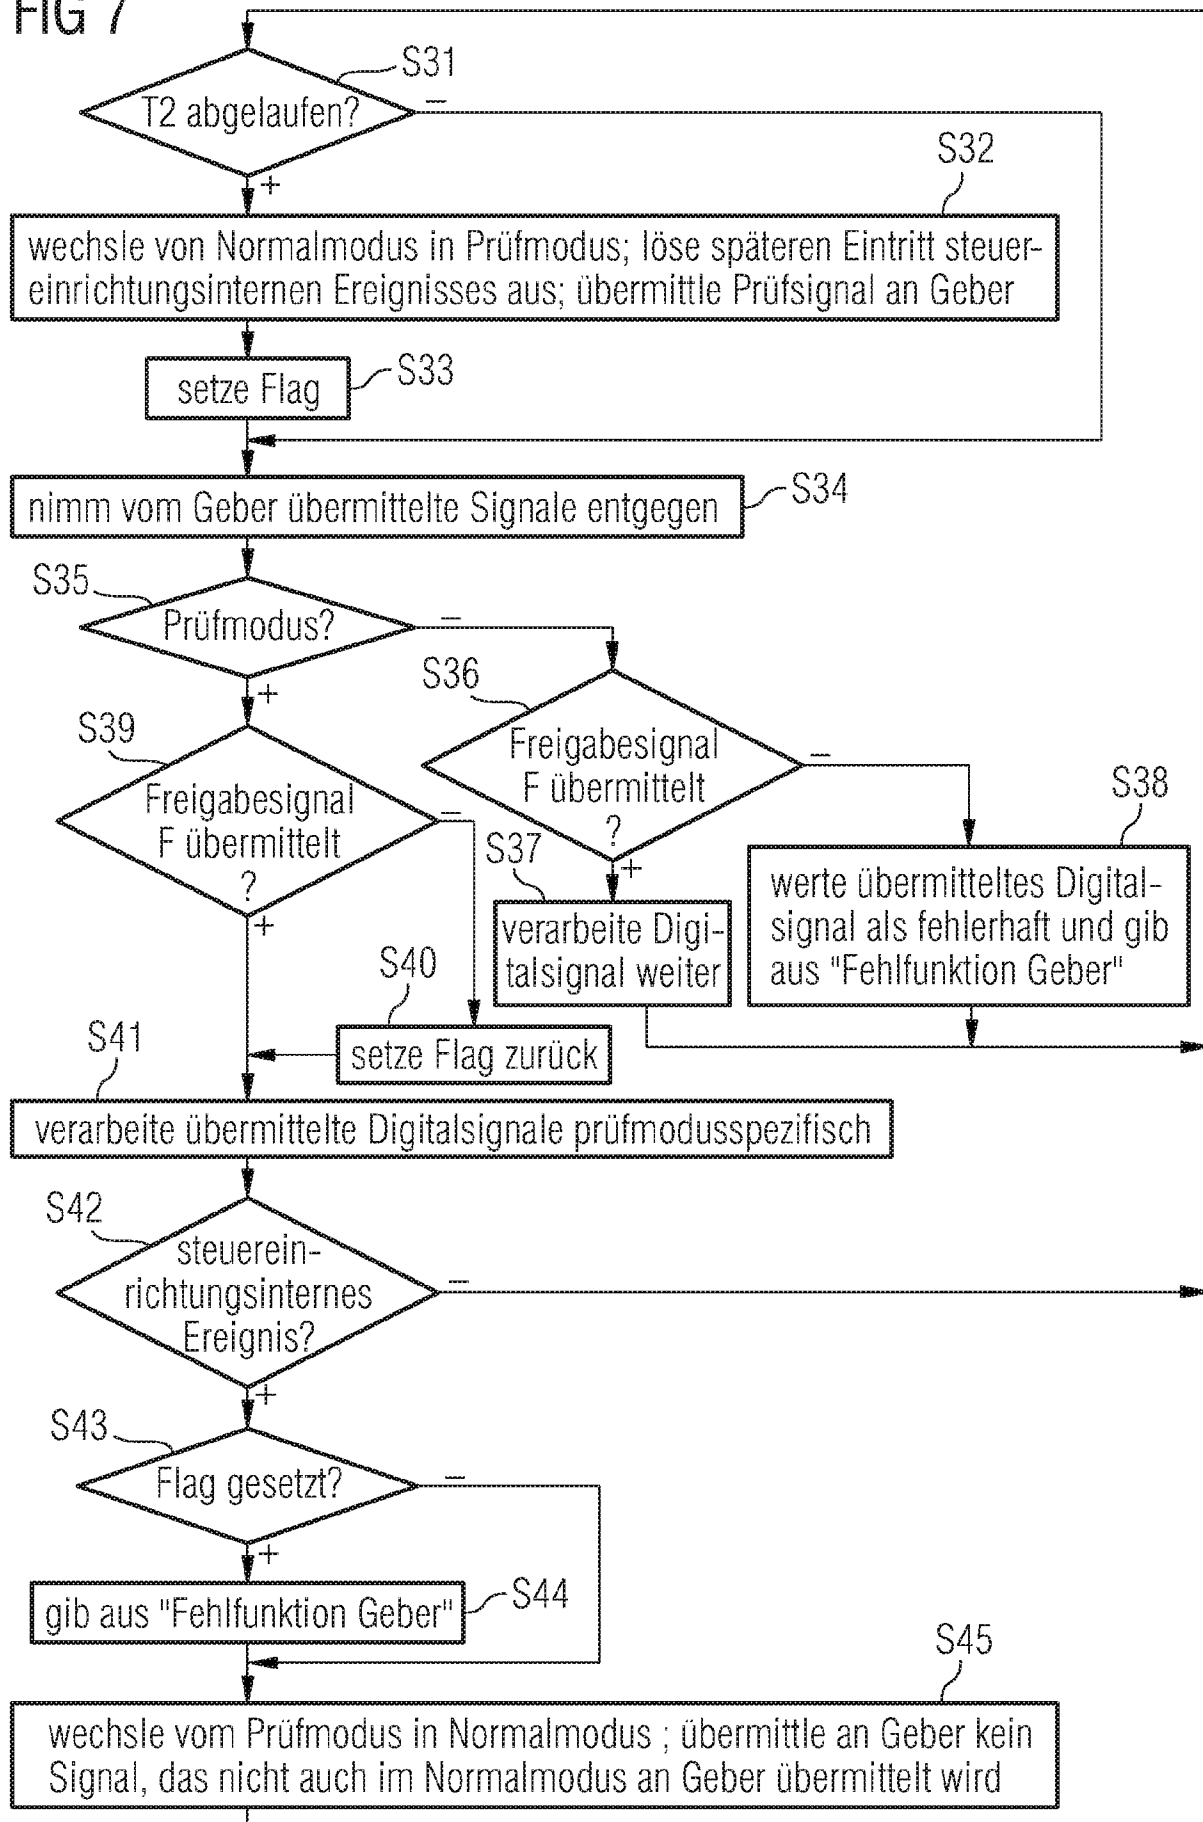 FIG 7
S31
T2 abgelaufen?
–
+
S32
wechsle von Normalmodus in Prüfmodus; löse späteren Eintritt steuer-
einrichtungsinternen Ereignisses aus; übermittle Prüfsignal an Geber
setze Flag
S33
nimm vom Geber übermittelte Signale entgegen
S34
S35
Prüfmodus?
–
+
S36
Freigabesignal
F übermittelt
?
–
+
S39
Freigabesignal
F übermittelt
?
–
+
S37
verarbeite Digi-
talsignal weiter
S38
werte übermitteltes Digital-
signal als fehlerhaft und gib
aus "Fehlfunktion Geber"
S40
setze Flag zurück
S41
verarbeite übermittelte Digitalsignale prüfmodusspezifisch
S42
steuerein-
richtungsinternes
Ereignis?
–
+
S43
Flag gesetzt?
–
+
gib aus "Fehlfunktion Geber"
S44
S45
wechsle vom Prüfmodus in Normalmodus ; übermittle an Geber kein
Signal, das nicht auch im Normalmodus an Geber übermittelt wird